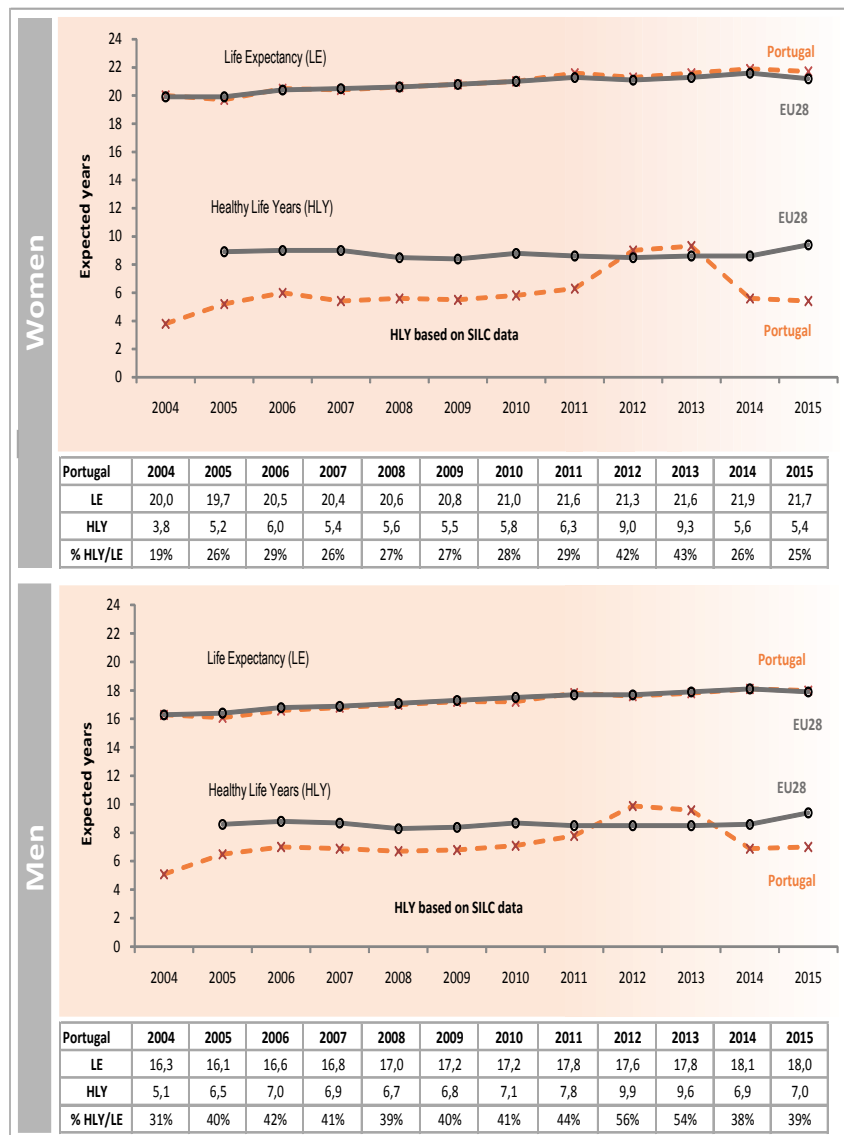 Women
Expected years
24
22
20
18
16
14
12
10
8
6
4
2
0
Life Expectancy (LE)
Portugal
EU28
Healthy Life Years (HLY)
EU28
HLY based on SILC data
Portugal
2004 2005 2006 2007 2008 2009 2010 2011 2012 2013 2014 2015
Portugal 2004 2005 2006 2007 2008 2009 2010 2011 2012 2013 2014 2015
LE 20,0 19,7 20,5 20,4 20,6 20,8 21,0 21,6 21,3 21,6 21,9 21,7
HLY 3,8 5,2 6,0 5,4 5,6 5,5 5,8 6,3 9,0 9,3 5,6 5,4
% HLY/LE 19% 26% 29% 26% 27% 27% 28% 29% 42% 43% 26% 25%
Men
Expected years
24
22
20
18
16
14
12
10
8
6
4
2
0
Life Expectancy (LE)
Portugal
EU28
Healthy Life Years (HLY)
EU28
Portugal
HLY based on SILC data
2004 2005 2006 2007 2008 2009 2010 2011 2012 2013 2014 2015
Portugal 2004 2005 2006 2007 2008 2009 2010 2011 2012 2013 2014 2015
LE 16,3 16,1 16,6 16,8 17,0 17,2 17,2 17,8 17,6 17,8 18,1 18,0
HLY 5,1 6,5 7,0 6,9 6,7 6,8 7,1 7,8 9,9 9,6 6,9 7,0
% HLY/LE 31% 40% 42% 41% 39% 40% 41% 44% 56% 54% 38% 39%